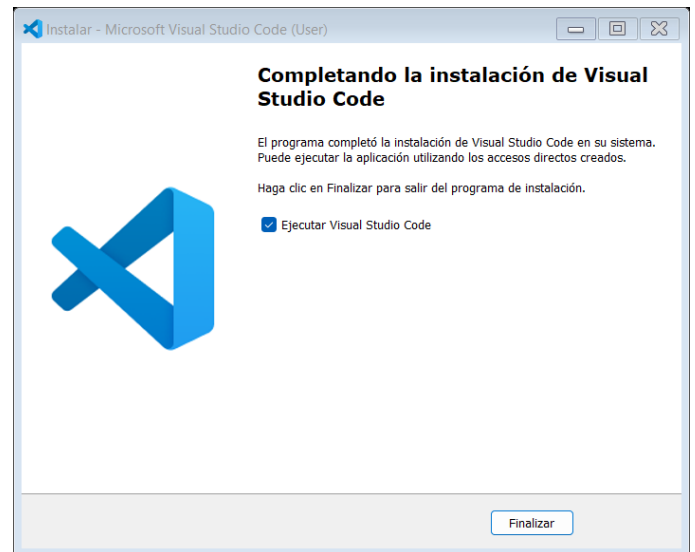 Instalar - Microsoft Visual Studio Code (User)
Completando la instalación de Visual
Studio Code
El programa completó la instalación de Visual Studio Code en su sistema.
Puede ejecutar la aplicación utilizando los accesos directos creados.
Haga clic en Finalizar para salir del programa de instalación.
Ejecutar Visual Studio Code
Finalizar